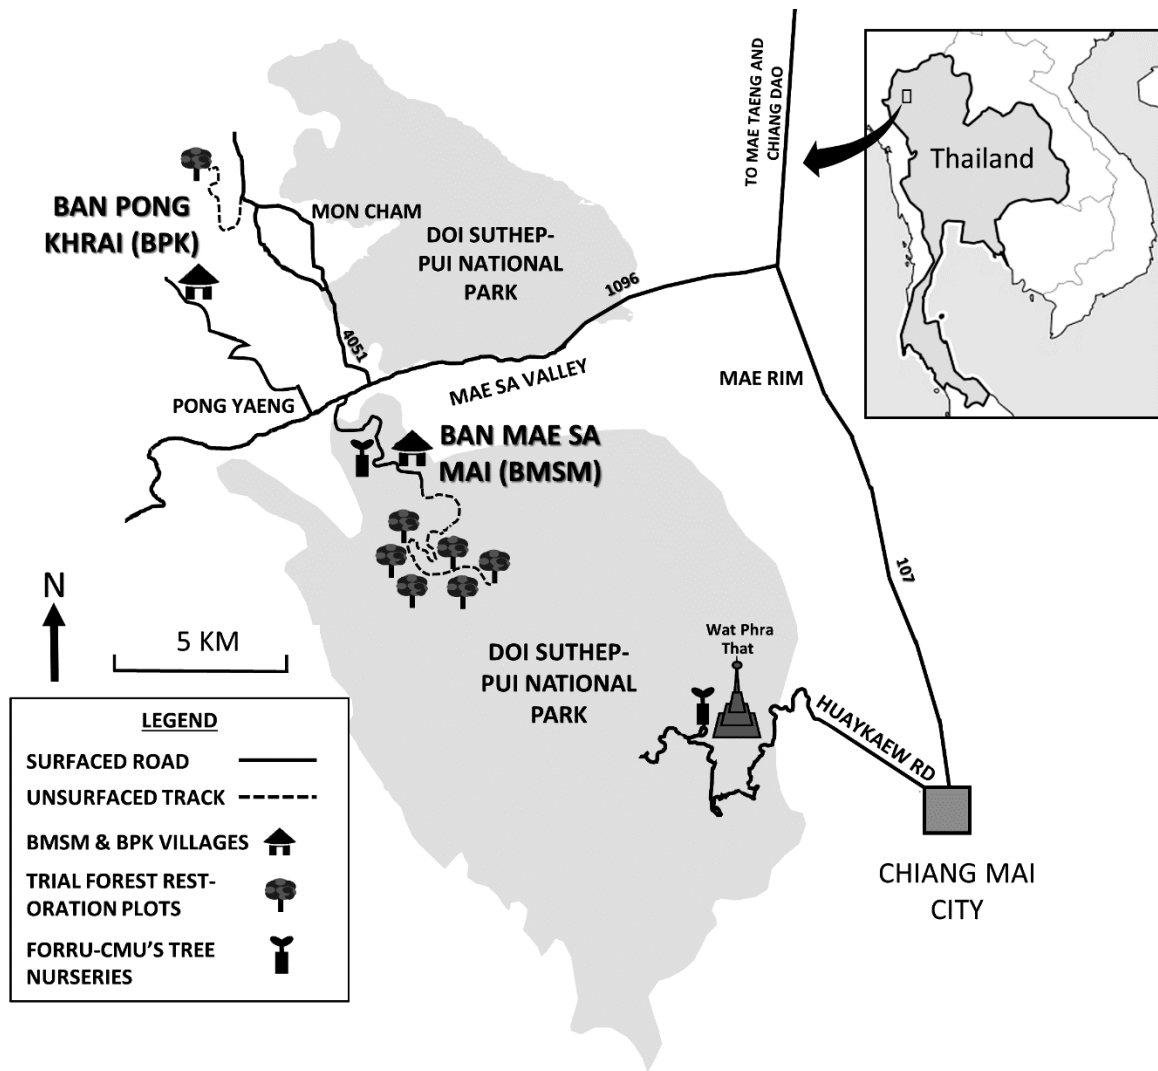 TO MAE TAENG AND
CHIANG DAO
Thailand
BAN PONG
KHRAI (BPK)
MON CHAM
DOI SUTHEP-
PUI NATIONAL
PARK
1096
4051
MAE SA VALLEY
MAE RIM
PONG YAENG
BAN MAE SA
MAI (BMSM)
107
N
5 KM
Wat Phra
That
DOI SUTHEP-
PUI NATIONAL
PARK
HUAYKAEW RD
CHIANG MAI
CITY
LEGEND
SURFACED ROAD
UNSURFACED TRACK
BMSM & BPK VILLAGES
TRIAL FOREST REST-
ORATION PLOTS
FORRU-CMU'S TREE
NURSERIES